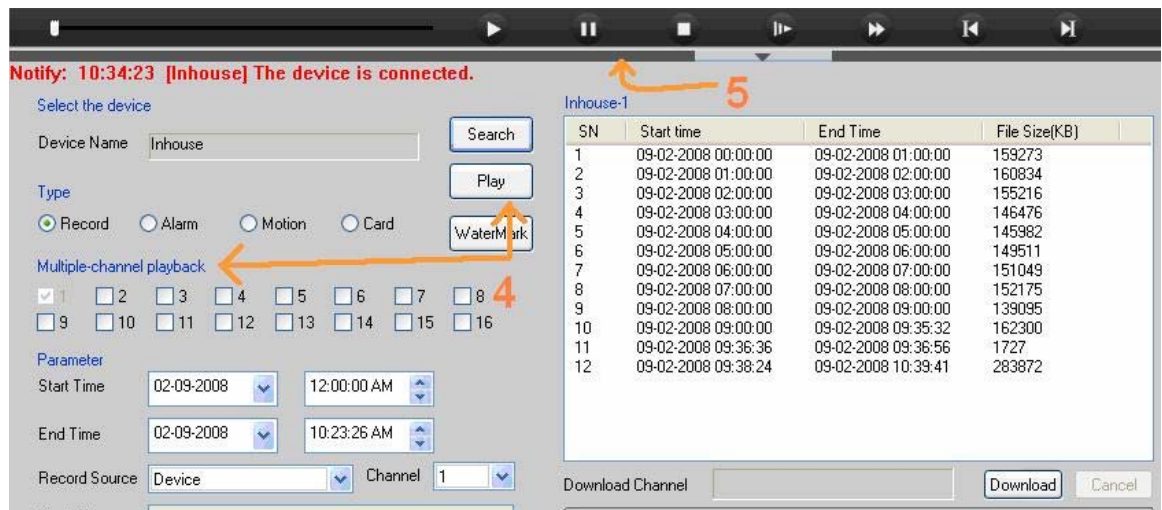 Notify: 10:34:23 [Inhouse] The device is connected.
5
Select the device
Device Name Inhouse
Search
Play
WaterMark
Type
Record Alarm Motion Card
Multiple-channel playback
4
1 2 3 4 5 6 7 8
9 10 11 12 13 14 15 16
Parameter
Start Time 02-09-2008 12:00:00 AM
End Time 02-09-2008 10:23:26 AM
Record Source Device Channel 1
Inhouse-1
SN Start time End Time File Size(KB)
1 09-02-2008 00:00:00 09-02-2008 01:00:00 159273
2 09-02-2008 01:00:00 09-02-2008 02:00:00 160834
3 09-02-2008 02:00:00 09-02-2008 03:00:00 155216
4 09-02-2008 03:00:00 09-02-2008 04:00:00 146476
5 09-02-2008 04:00:00 09-02-2008 05:00:00 145982
6 09-02-2008 05:00:00 09-02-2008 06:00:00 149511
7 09-02-2008 06:00:00 09-02-2008 07:00:00 151049
8 09-02-2008 07:00:00 09-02-2008 08:00:00 152175
9 09-02-2008 08:00:00 09-02-2008 09:00:00 139095
10 09-02-2008 09:00:00 09-02-2008 09:35:32 162300
11 09-02-2008 09:36:36 09-02-2008 09:36:56 1727
12 09-02-2008 09:38:24 09-02-2008 10:39:41 283872
Download Channel Download Cancel